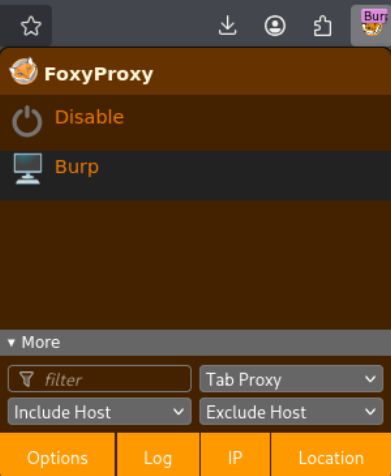 Burp
FoxyProxy
Disable
Burp
▾ More
filter
Tab Proxy
Include Host
Exclude Host
Options
Log
IP
Location